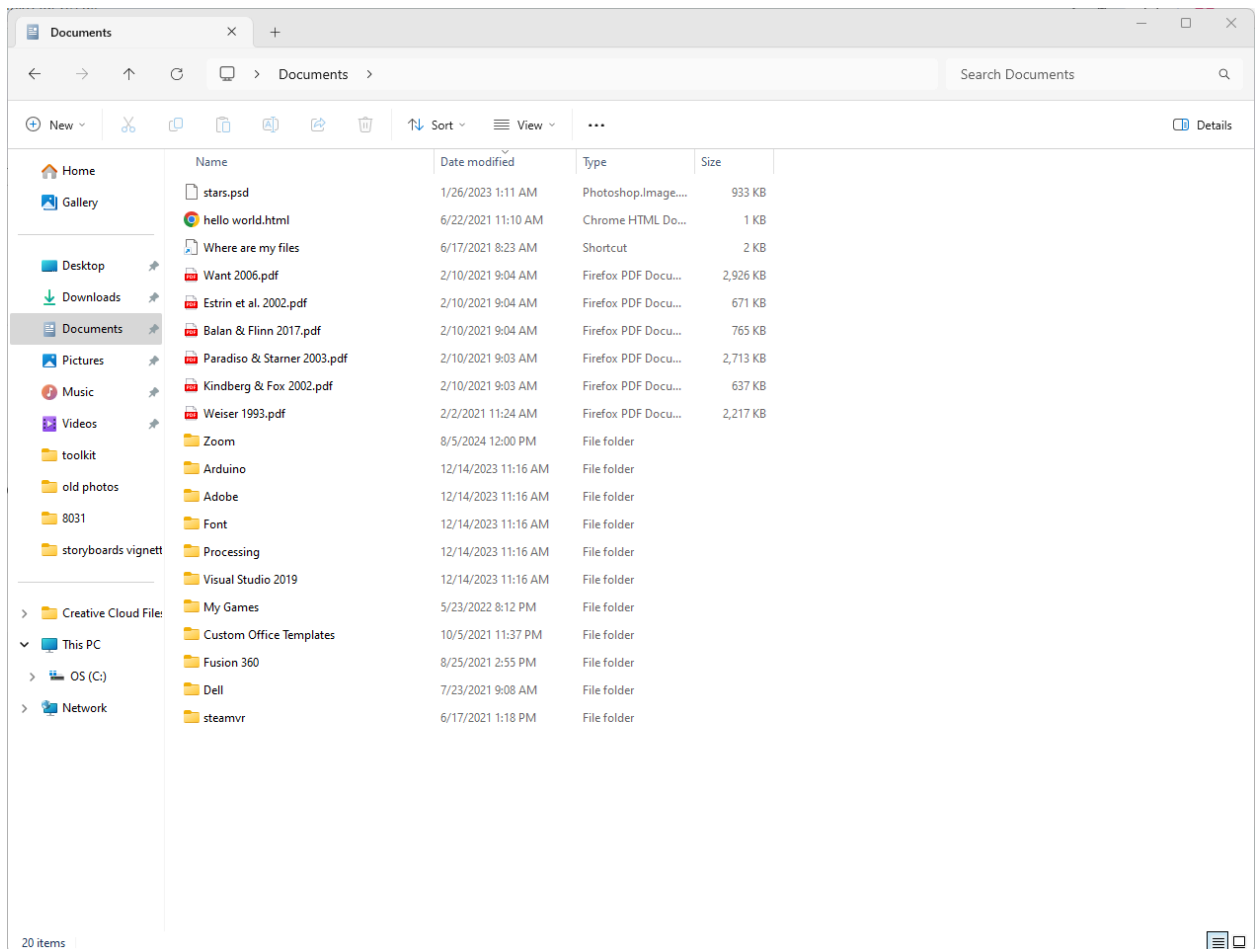 Documents
Documents
Search Documents
New Sort View ... Details
Name Date modified Type Size
Home
Gallery
Desktop
Downloads
Documents
Pictures
Music
Videos
toolkit
old photos
8031
storyboards vignett
Creative Cloud Files
This PC
OS (C:)
Network
stars.psd 1/26/2023 1:11 AM Photoshop.Image.... 933 KB
hello world.html 6/22/2021 11:10 AM Chrome HTML Do... 1 KB
Where are my files 6/17/2021 8:23 AM Shortcut 2 KB
Want 2006.pdf 2/10/2021 9:04 AM Firefox PDF Docu... 2,926 KB
Estrin et al. 2002.pdf 2/10/2021 9:04 AM Firefox PDF Docu... 671 KB
Balan & Flinn 2017.pdf 2/10/2021 9:04 AM Firefox PDF Docu... 765 KB
Paradiso & Starner 2003.pdf 2/10/2021 9:03 AM Firefox PDF Docu... 2,713 KB
Kindberg & Fox 2002.pdf 2/10/2021 9:03 AM Firefox PDF Docu... 637 KB
Weiser 1993.pdf 2/2/2021 11:24 AM Firefox PDF Docu... 2,217 KB
Zoom 8/5/2024 12:00 PM File folder
Arduino 12/14/2023 11:16 AM File folder
Adobe 12/14/2023 11:16 AM File folder
Font 12/14/2023 11:16 AM File folder
Processing 12/14/2023 11:16 AM File folder
Visual Studio 2019 12/14/2023 11:16 AM File folder
My Games 5/23/2022 8:12 PM File folder
Custom Office Templates 10/5/2021 11:37 PM File folder
Fusion 360 8/25/2021 2:55 PM File folder
Dell 7/23/2021 9:08 AM File folder
steamvr 6/17/2021 1:18 PM File folder
20 items